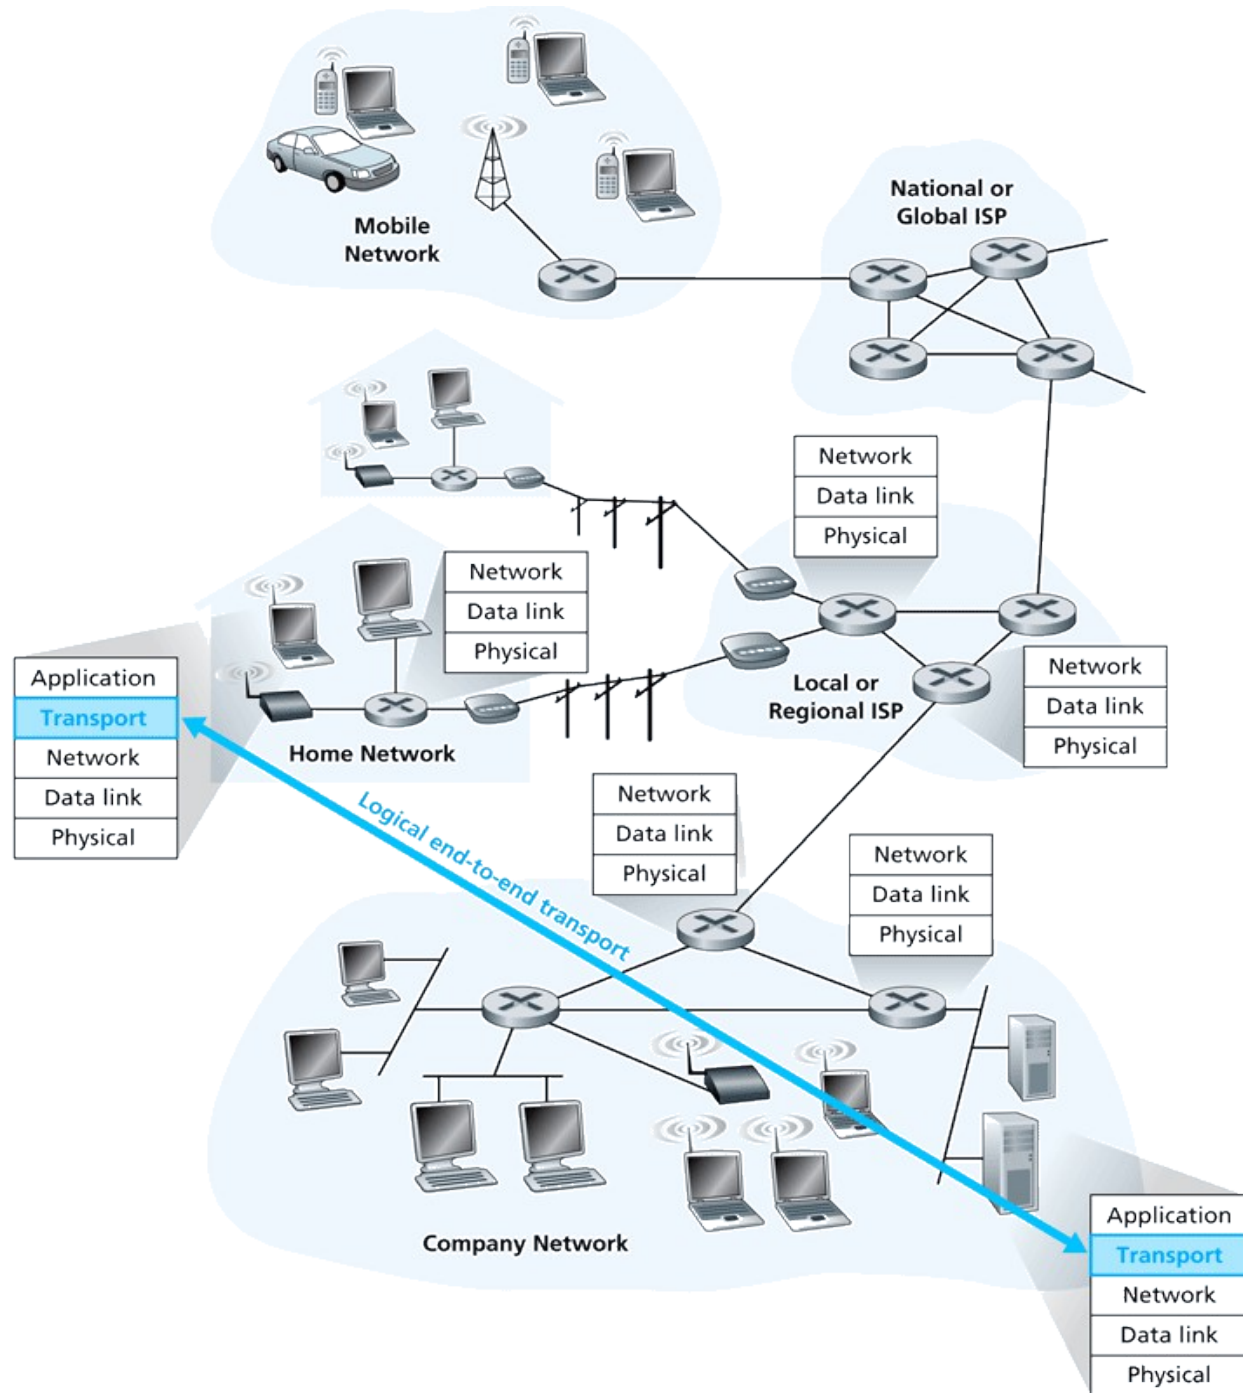 Mobile
Network
National or
Global ISP
Network
Data link
Physical
Network
Data link
Physical
Application
Transport
Network
Data link
Physical
Home Network
Local or
Regional ISP
Network
Data link
Physical
Logical end-to-end transport
Network
Data link
Physical
Network
Data link
Physical
Company Network
Application
Transport
Network
Data link
Physical